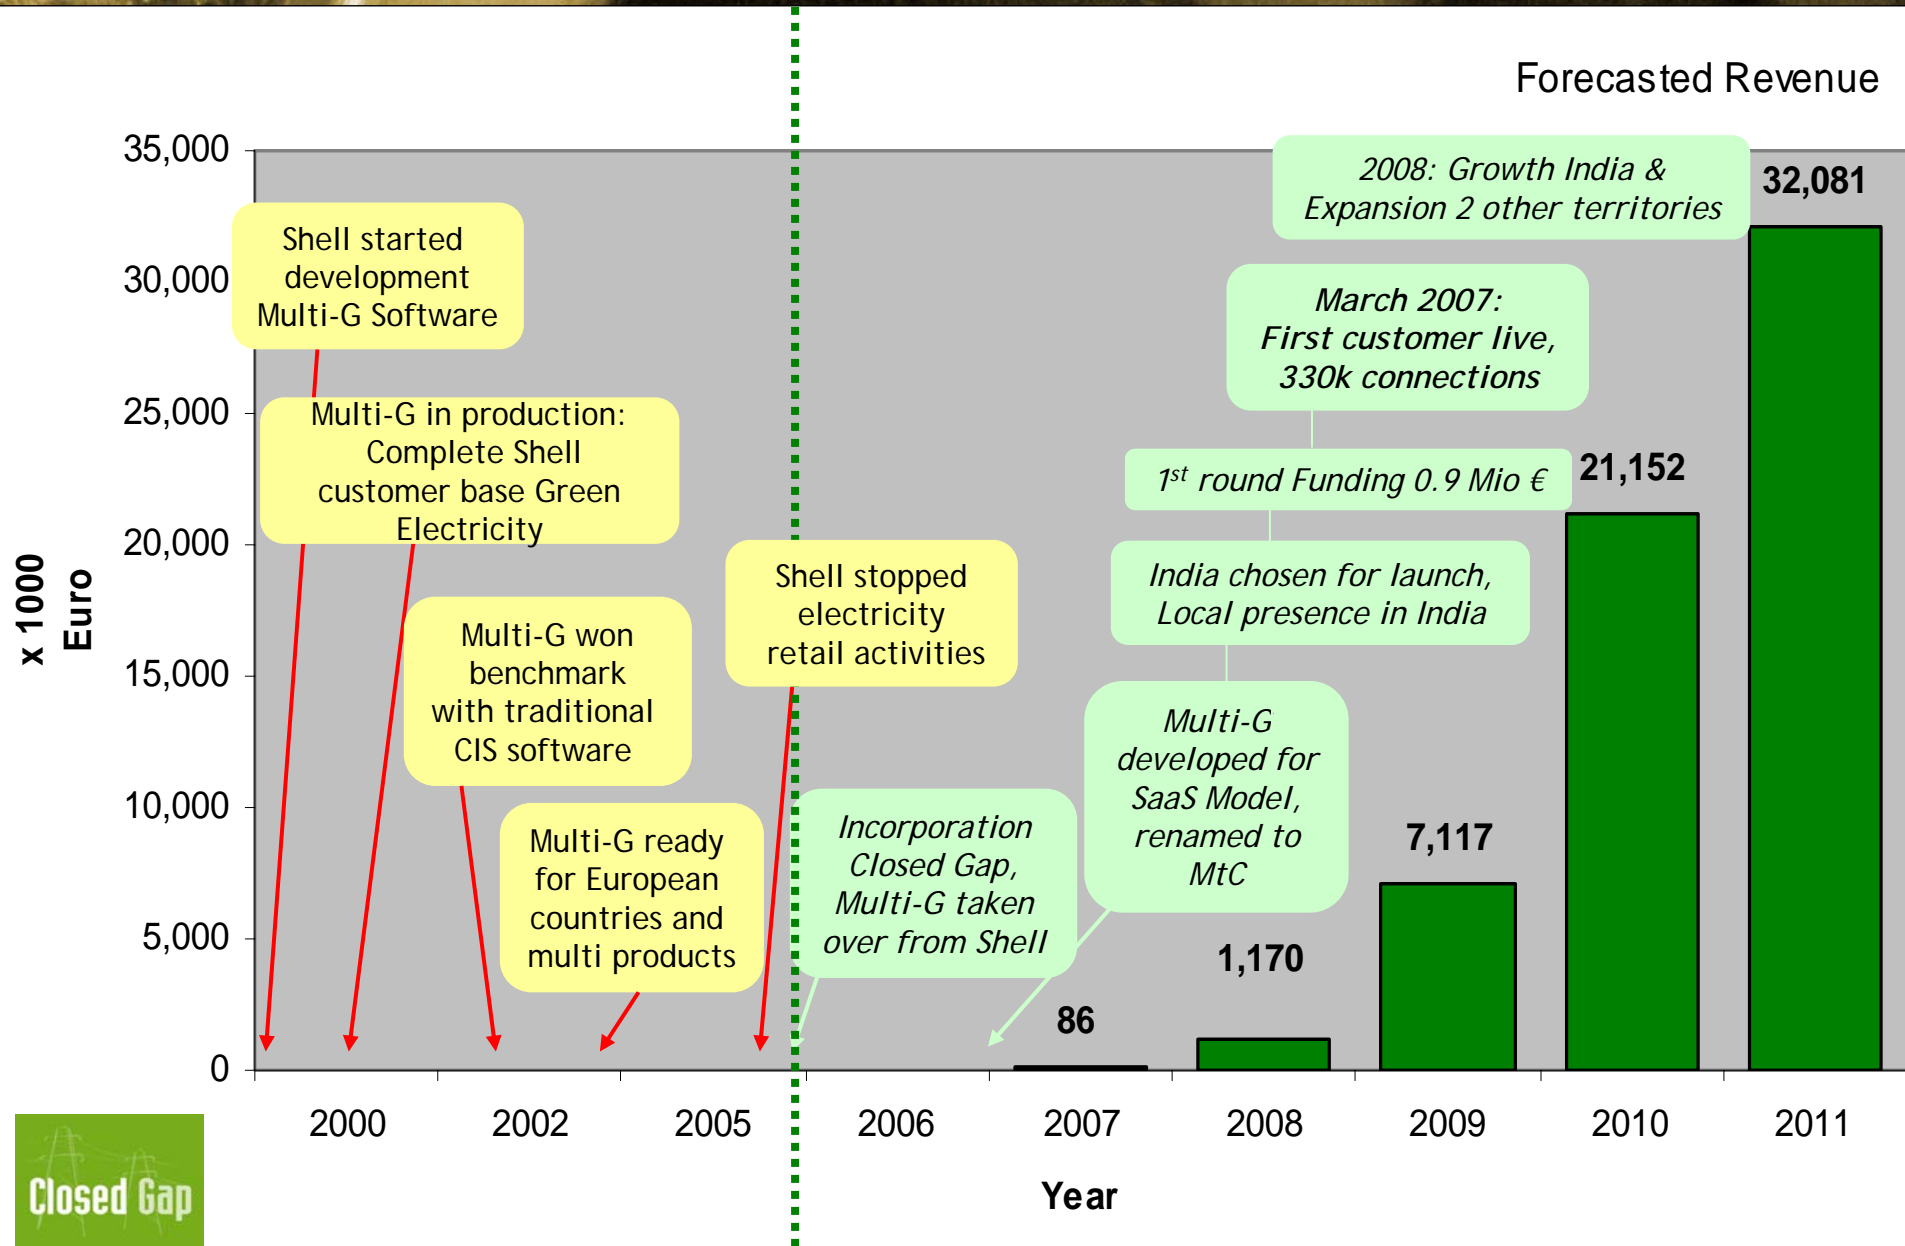 Forecasted Revenue
35,000
30,000
25,000
20,000
15,000
10,000
5,000
0
x 1000
Euro
Shell started
development
Multi-G Software
Multi-G in production:
Complete Shell
customer base Green
Electricity
Multi-G won
benchmark
with traditional
CIS software
Multi-G ready
for European
countries and
multi products
Shell stopped
electricity
retail activities
Incorporation
Closed Gap,
Multi-G taken
over from Shell
Multi-G
developed for
SaaS Model,
renamed to
MtC
India chosen for launch,
Local presence in India
1st round Funding 0.9 Mio €
March 2007:
First customer live,
330k connections
2008: Growth India &
Expansion 2 other territories
86
1,170
7,117
21,152
32,081
2000
2002
2005
2006
2007
2008
2009
2010
2011
Year
Closed Gap